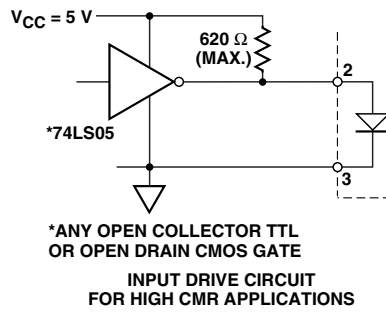 VCC = 5 V
620 Ω
(MAX.)
2
*74LS05
3
*ANY OPEN COLLECTOR TTL
OR OPEN DRAIN CMOS GATE
INPUT DRIVE CIRCUIT
FOR HIGH CMR APPLICATIONS